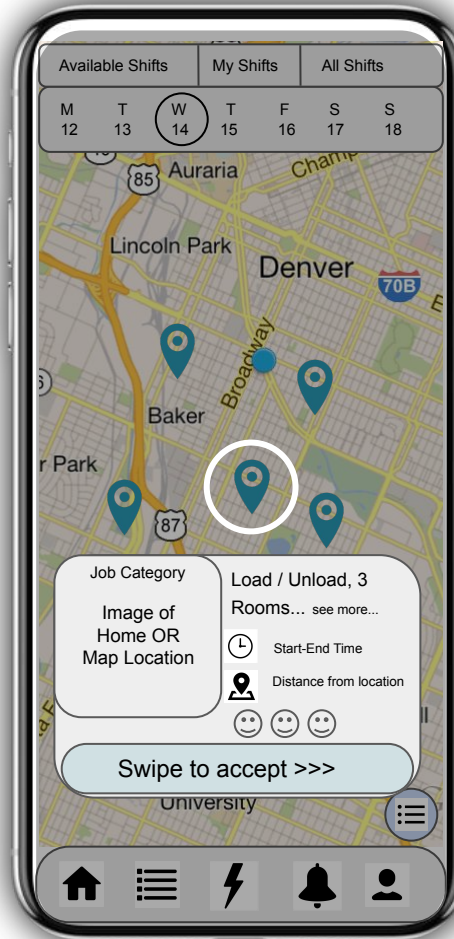 Available Shifts My Shifts All Shifts
M T W T F S S
12 13 14 15 16 17 18
85 Auraria
Lincoln Park
Denver
70B
Broadway
Baker
r Park
87
Job Category
Image of
Home OR
Map Location
Load / Unload, 3
Rooms... see more...
Start-End Time
Distance from location
Swipe to accept >>>
University